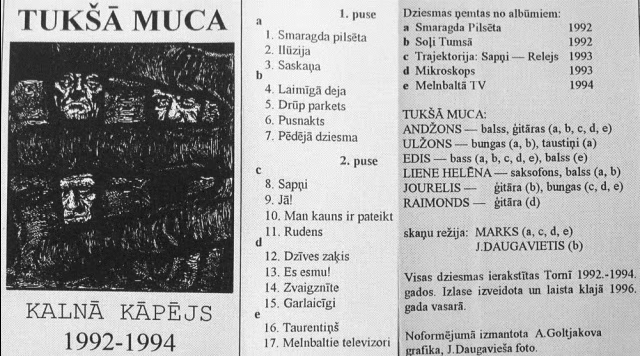 TUKŠĀ MUCA
KALNĀ KĀPĒJS
1992-1994
1. puse
a
1. Smaragda pilsēta
2. Ilūzija
3. Saskaņa
b
4. Laimīgā deja
5. Drūp parkets
6. Pusnakts
7. Pēdējā dziesma
2. puse
c
8. Sapņi
9. Jā!
10. Man kauns ir pateikt
11. Rudens
d
12. Dzīves zaķis
13. Es esmu!
14. Zvaigznīte
15. Garlaicīgi
e
16. Taurentiņš
17. Melnbaltie televizori
Dziesmas ņemtas no albūmiem:
a Smaragda Pilsēta 1992
b Soļi Tumsā 1992
c Trajektorija: Sapņi — Relejs 1993
d Mikroskops 1993
e Melnbaltā TV 1994
TUKŠĀ MUCA:
ANDŽONS — balss, ģitāras (a, b, c, d, e)
ULŽONS — bungas (a, b), taustiņi (a)
EDIS — bass (a, b, c, d, e), balss (e)
LIENE HELĒNA — saksofons, balss (a, b)
JOURELIS — ģitāra (b), bungas (c, d, e)
RAIMONDS — ģitāra (d)
skaņu režija: MARKS (a, c, d, e)
J.DAUGAVIETIS (b)
Visas dziesmas ierakstītas Tornī 1992.-1994.
gados. Izlase izveidota un laista klajā 1996.
gada vasarā.
Noformējumā izmantota A.Goltjakova
grafika, J.Daugavieša foto.